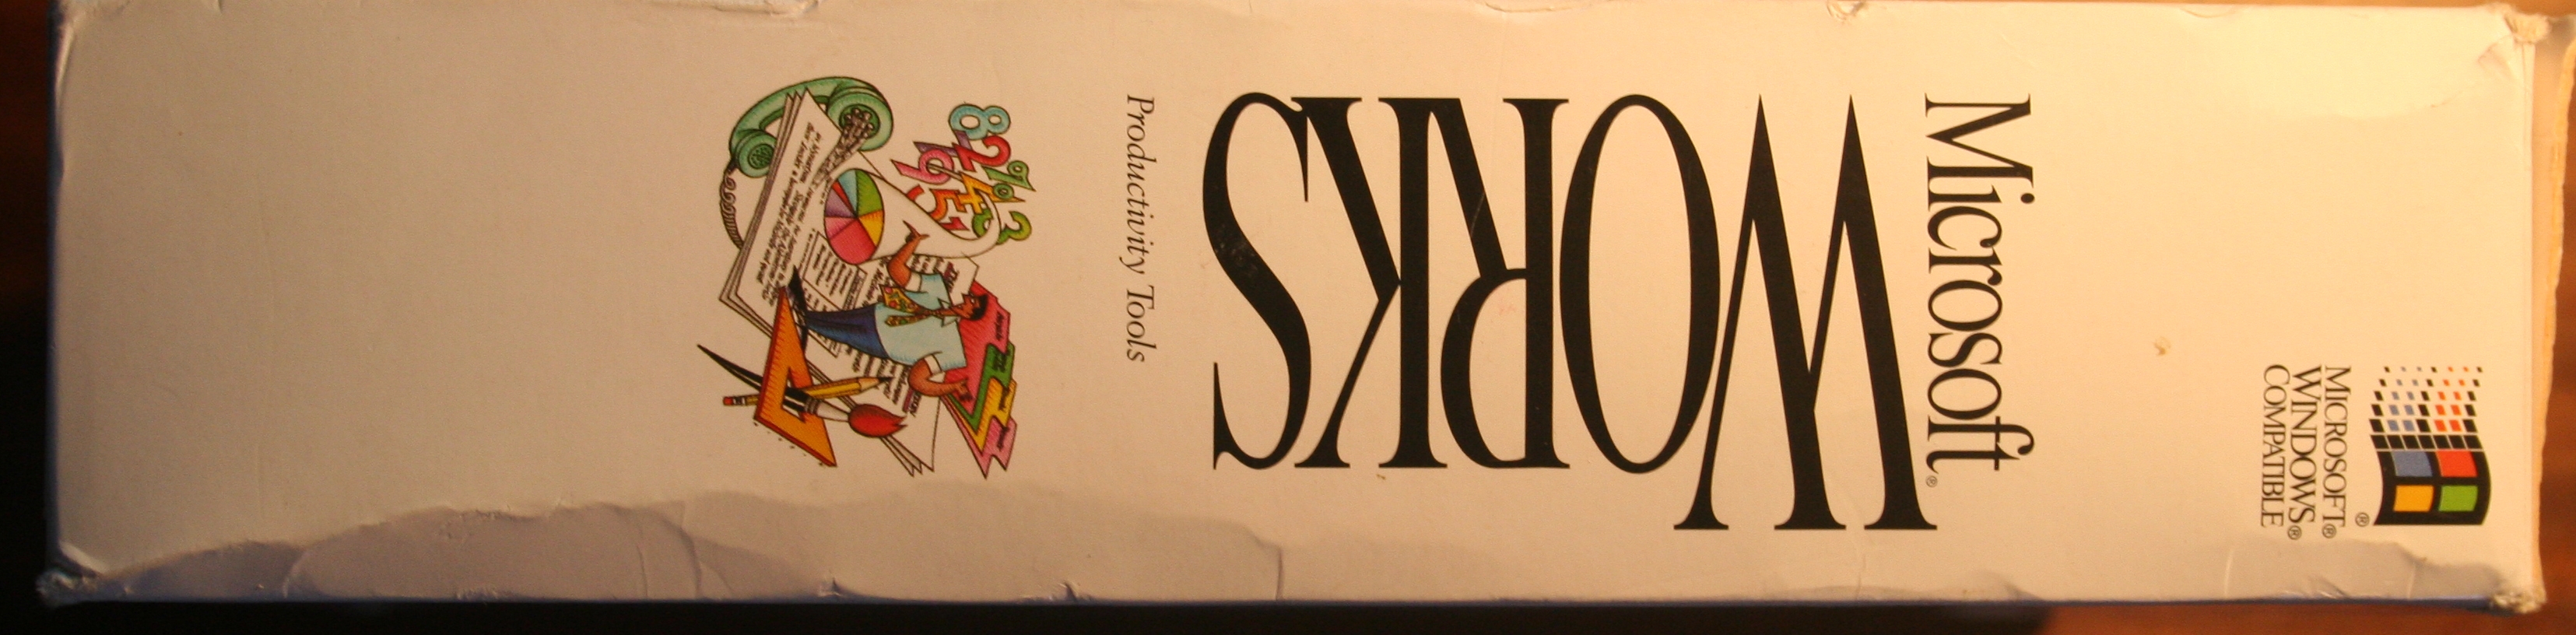 MICROSOFT®
WINDOWS®
COMPATIBLE
Microsoft®
WORKS
Productivity Tools